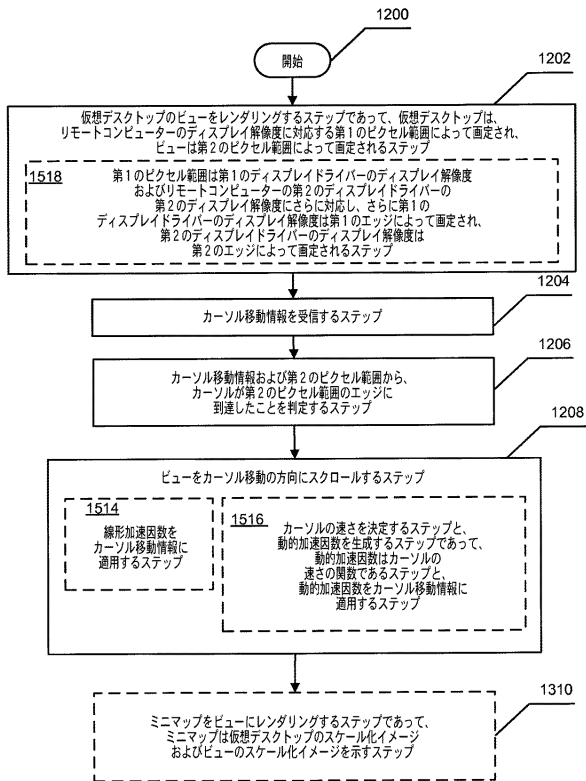 1200
開始
1202
仮想デスクトップのビューをレンダリングするステップであって、仮想デスクトップは、
リモートコンピューターのディスプレイ解像度に対応する第１のピクセル範囲によって画定され、
ビューは第２のピクセル範囲によって画定されるステップ
1518
第１のピクセル範囲は第１のディスプレイドライバーのディスプレイ解像度
およびリモートコンピューターの第２のディスプレイドライバーの
第２のディスプレイ解像度にさらに対応し、さらに第１の
ディスプレイドライバーのディスプレイ解像度は第１のエッジによって画定され、
第２のディスプレイドライバーのディスプレイ解像度は
第２のエッジによって画定されるステップ
1204
カーソル移動情報を受信するステップ
1206
カーソル移動情報および第２のピクセル範囲から、
カーソルが第２のピクセル範囲のエッジに
到達したことを判定するステップ
1208
ビューをカーソル移動の方向にスクロールするステップ
1514
線形加速因数を
カーソル移動情報に
適用するステップ
1516
カーソルの速さを決定するステップと、
動的加速因数を生成するステップであって、
動的加速因数はカーソルの
速さの関数であるステップと、
動的加速因数をカーソル移動情報に
適用するステップ
1310
ミニマップをビューにレンダリングするステップであって、
ミニマップは仮想デスクトップのスケール化イメージ
およびビューのスケール化イメージを示すステップ